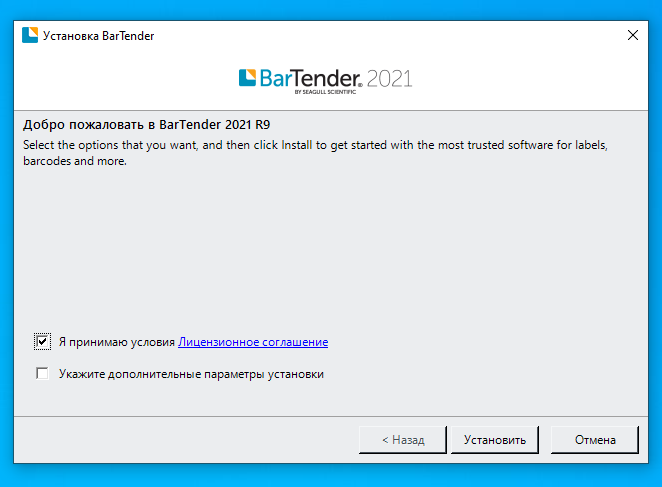 Установка BarTender
BarTender® 2021
BY SEAGULL SCIENTIFIC
Добро пожаловать в BarTender 2021 R9
Select the options that you want, and then click Install to get started with the most trusted software for labels,
barcodes and more.
Я принимаю условия Лицензионное соглашение
Укажите дополнительные параметры установки
< Назад
Установить
Отмена